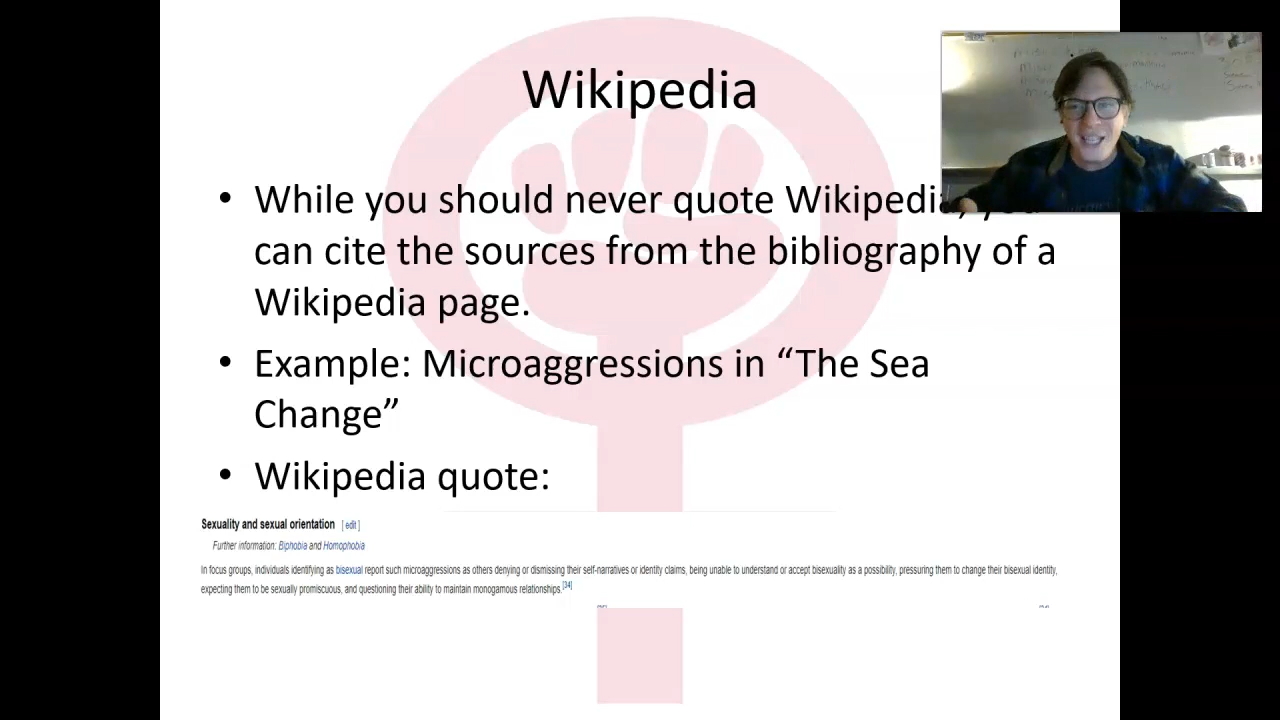 Wikipedia
• While you should never quote Wikipedia, you
can cite the sources from the bibliography of a
Wikipedia page.
• Example: Microaggressions in “The Sea
Change”
• Wikipedia quote:
Sexuality and sexual orientation [ edit ]
Further information: Biphobia and Homophobia
In focus groups, individuals identifying as bisexual report such microaggressions as others denying or dismissing their self-narratives or identity claims, being unable to understand or accept bisexuality as a possibility, pressuring them to change their bisexual identity,
expecting them to be sexually promiscuous, and questioning their ability to maintain monogamous relationships.[34]